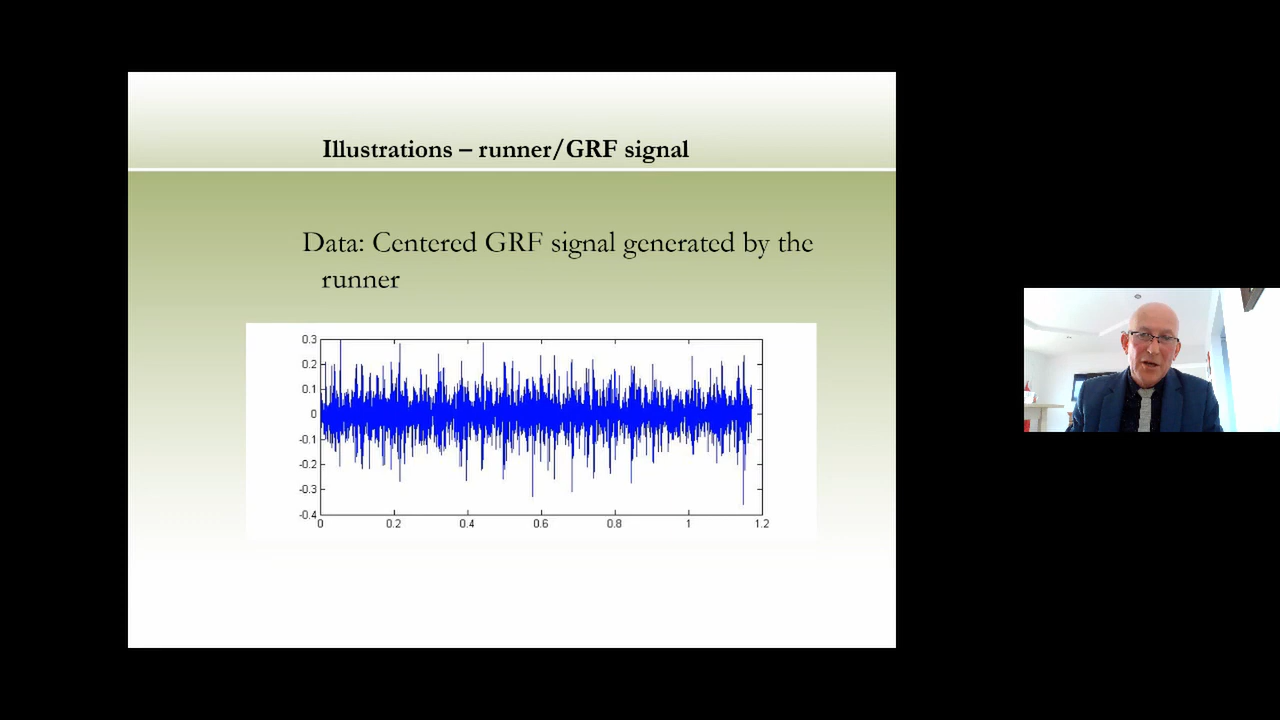 Illustrations – runner/GRF signal
Data: Centered GRF signal generated by the
runner
0.3
0.2
0.1
0
-0.1
-0.2
-0.3
-0.4
0 0.2 0.4 0.6 0.8 1 1.2